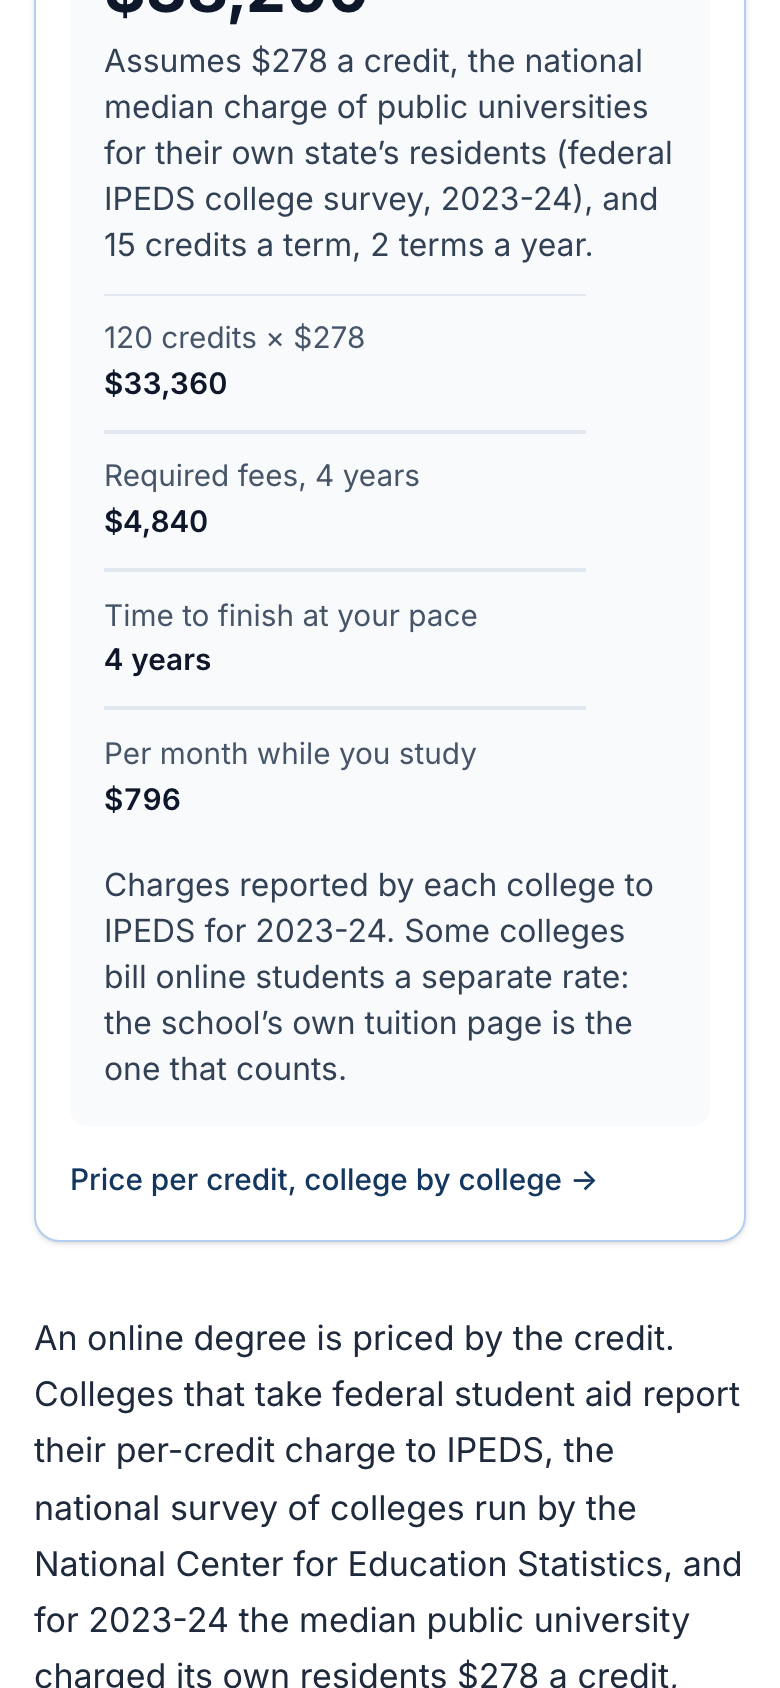 $38,200
Assumes $278 a credit, the national
median charge of public universities
for their own state’s residents (federal
IPEDS college survey, 2023-24), and
15 credits a term, 2 terms a year.
120 credits × $278
$33,360
Required fees, 4 years
$4,840
Time to finish at your pace
4 years
Per month while you study
$796
Charges reported by each college to
IPEDS for 2023-24. Some colleges
bill online students a separate rate:
the school’s own tuition page is the
one that counts.
Price per credit, college by college →
An online degree is priced by the credit.
Colleges that take federal student aid report
their per-credit charge to IPEDS, the
national survey of colleges run by the
National Center for Education Statistics, and
for 2023-24 the median public university
charged its own residents $278 a credit,